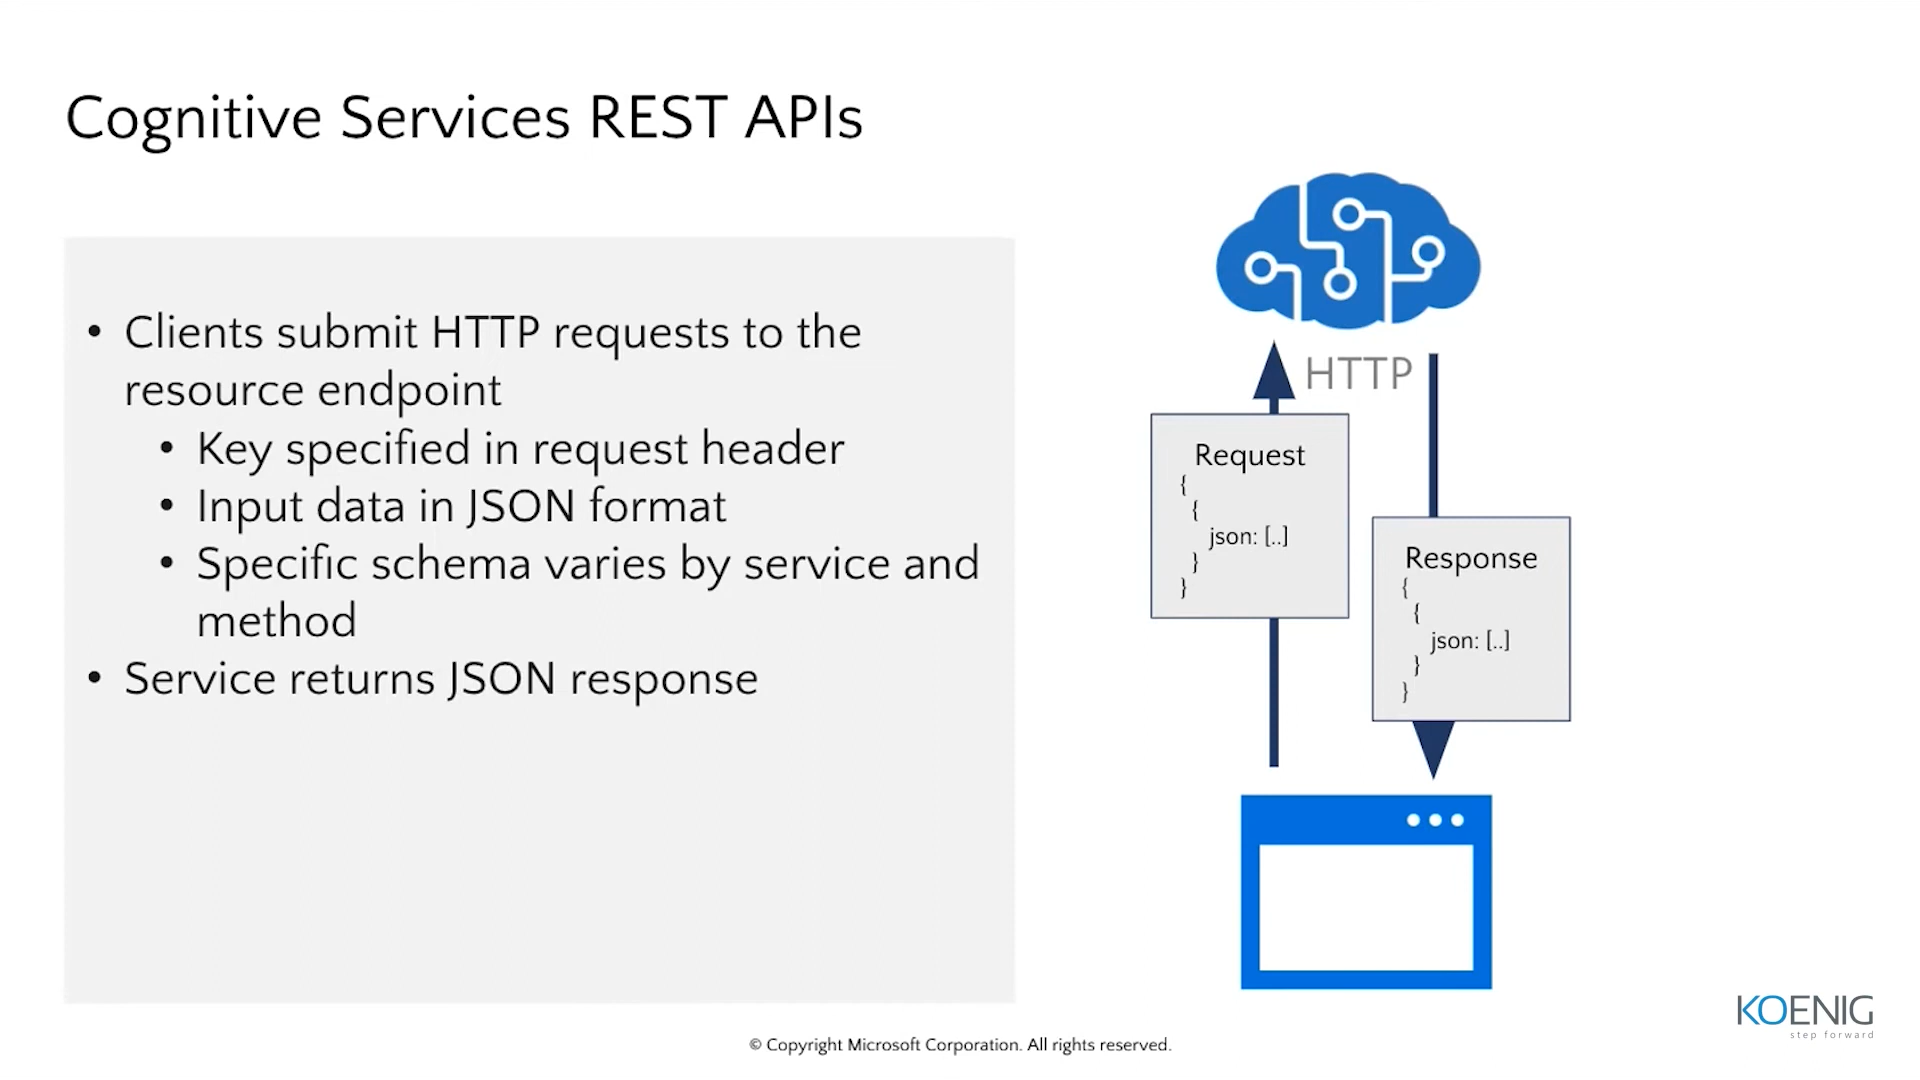 Cognitive Services REST APIs
• Clients submit HTTP requests to the
resource endpoint
• Key specified in request header
• Input data in JSON format
• Specific schema varies by service and
method
• Service returns JSON response
HTTP
Request
{
{
json: [..]
}
}
Response
{
{
json: [..]
}
}
KOENIG
step forward
© Copyright Microsoft Corporation. All rights reserved.